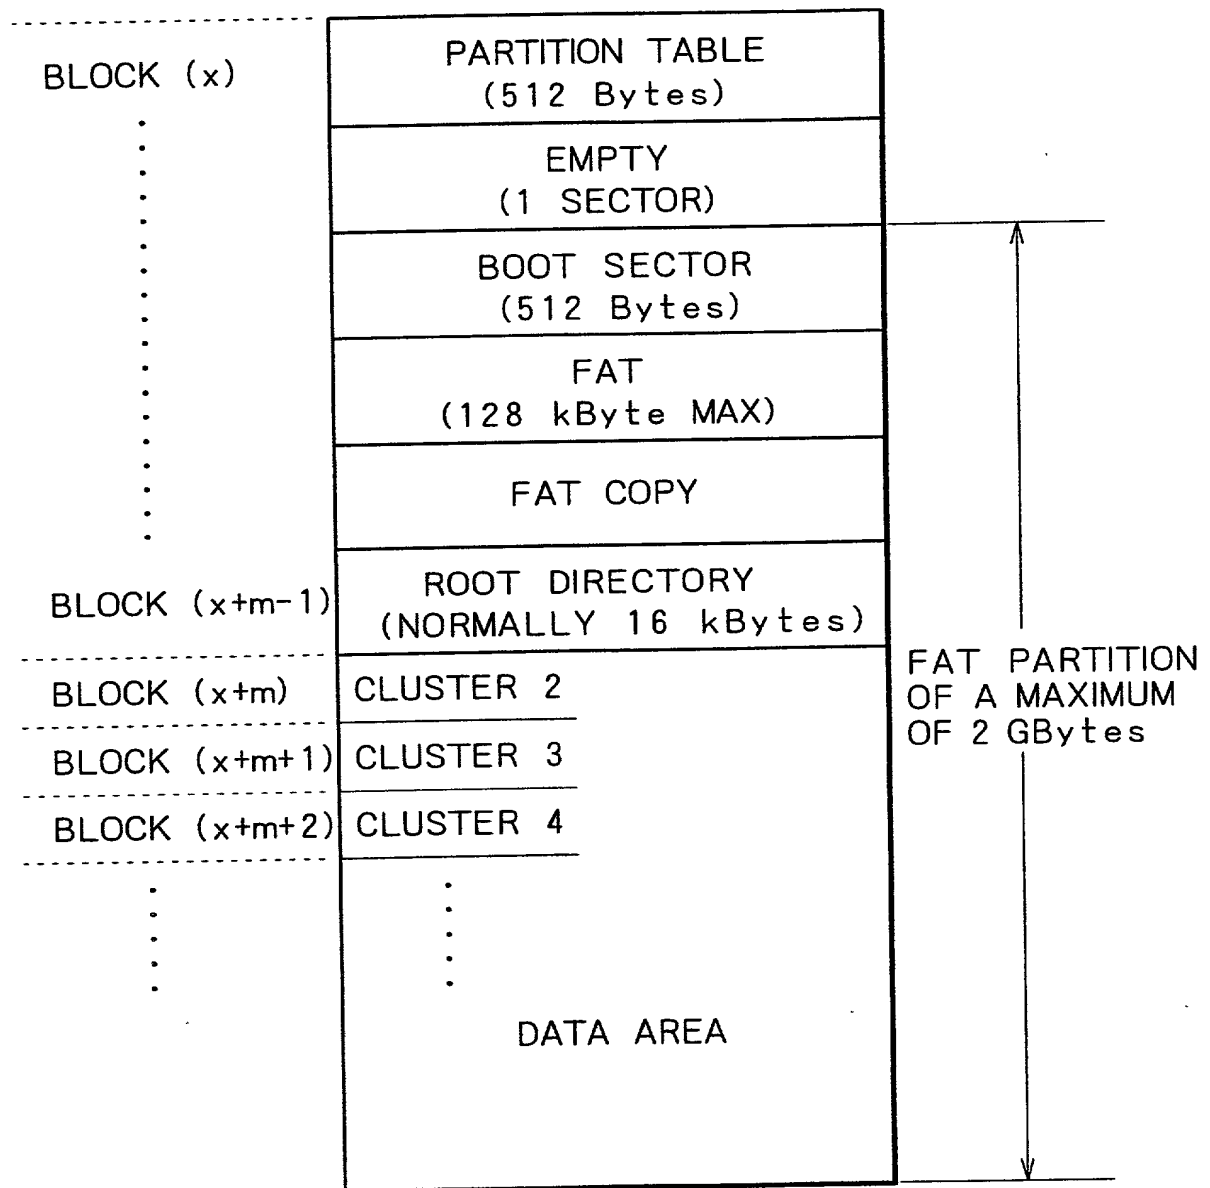 PARTITION TABLE
(512 Bytes)
BLOCK (x)
EMPTY
(1 SECTOR)
BOOT SECTOR
(512 Bytes)
FAT
(128 kByte MAX)
FAT COPY
ROOT DIRECTORY
(NORMALLY 16 kBytes)
BLOCK (x+m-1)
FAT PARTITION
OF A MAXIMUM
OF 2 GBytes
BLOCK (x+m) CLUSTER 2
BLOCK (x+m+1) CLUSTER 3
BLOCK (x+m+2) CLUSTER 4
DATA AREA